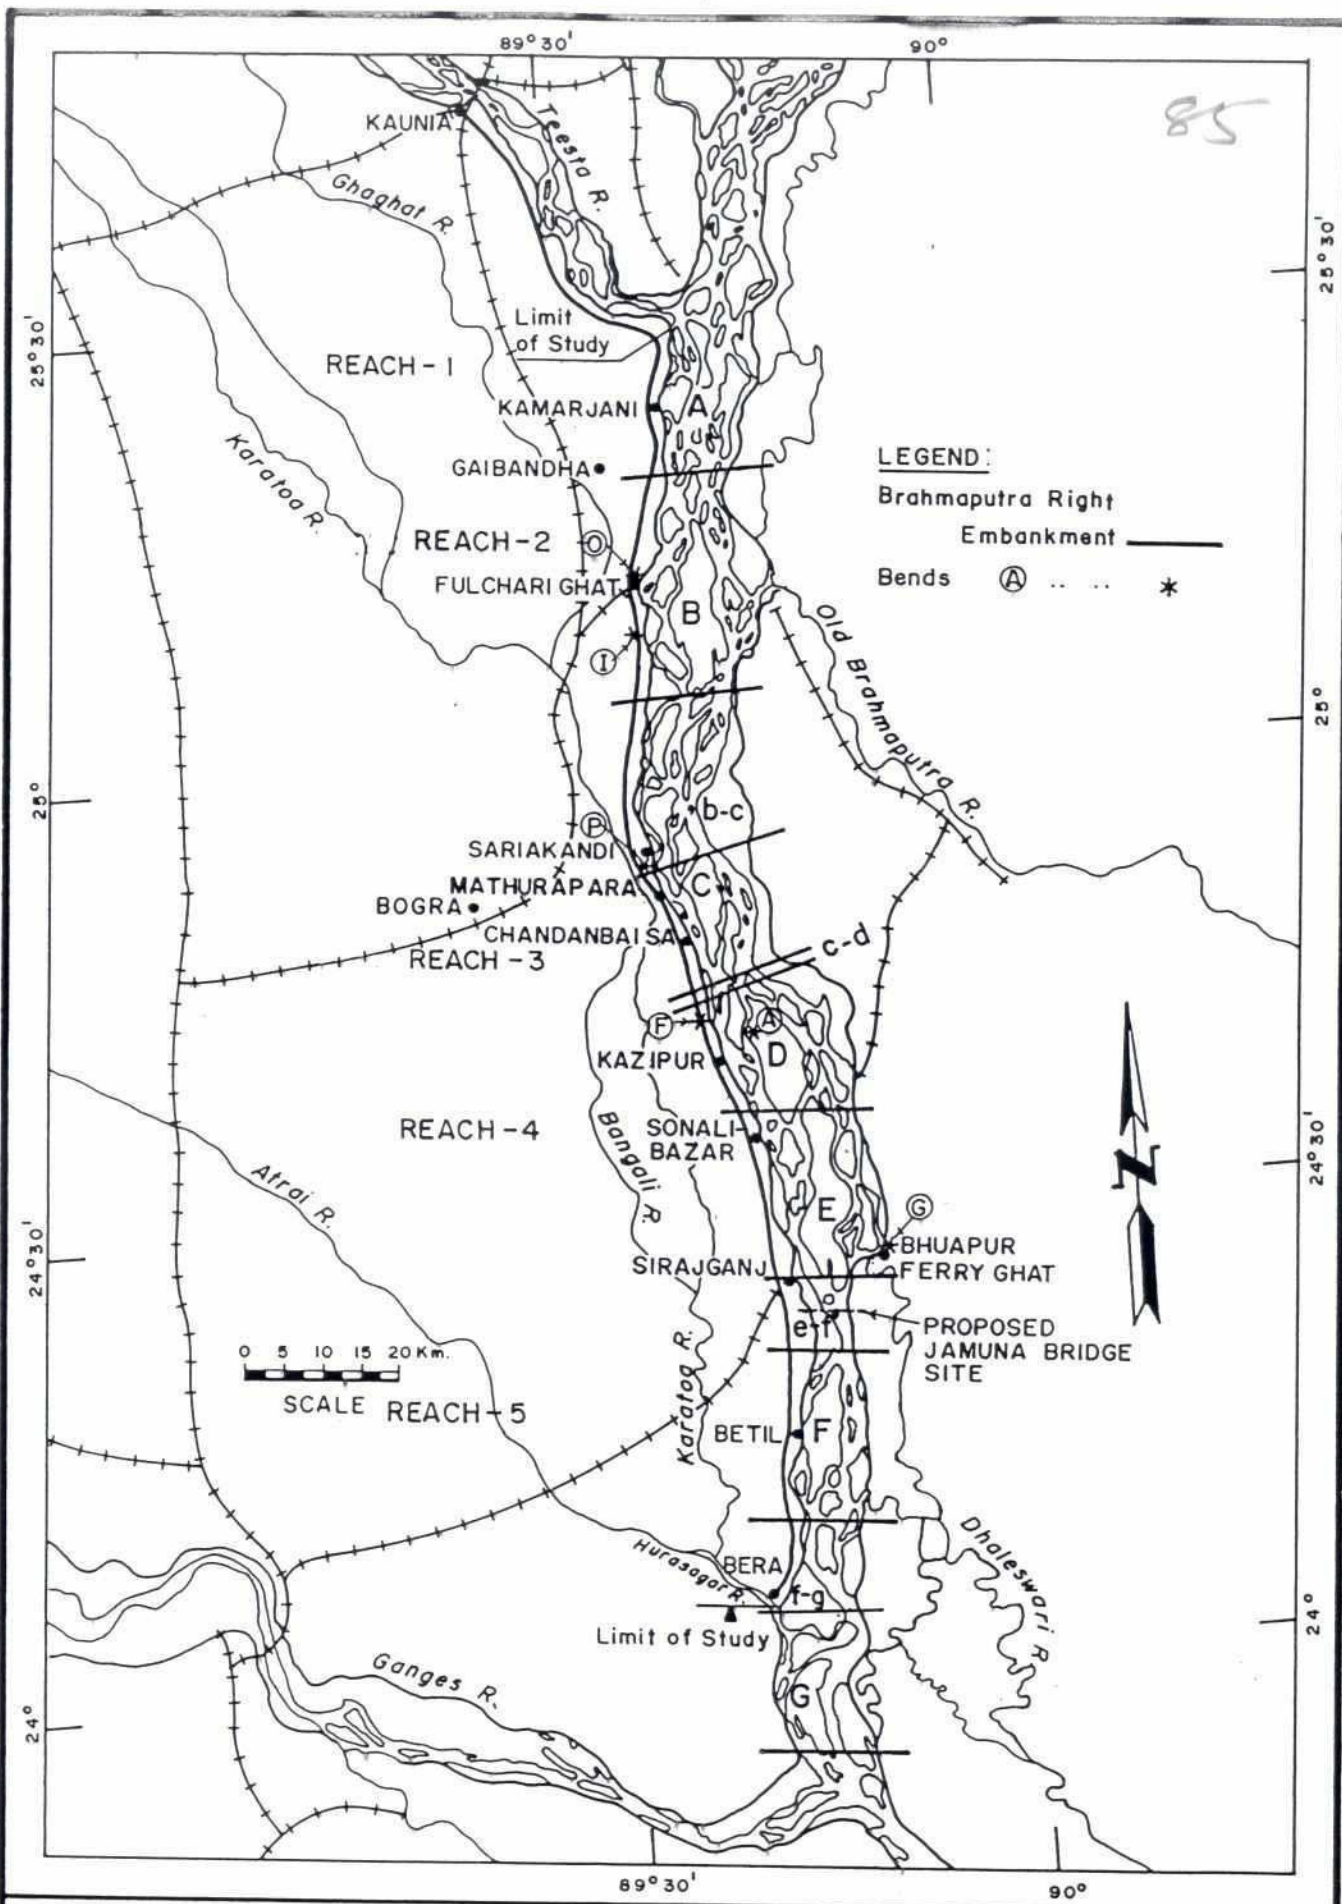 89°30'
90°
85
KAUNIA
Teesta R.
Ghaghat R.
25°30'
Limit
of Study
25°30'
REACH-1
KAMARJANI
A
GAIBANDHA
Karatoa R.
LEGEND:
Brahmaputra Right
Embankment
Bends A .. .. *
REACH-2
O
FULCHARI GHAT
B
I
Old Brahmaputra R.
25°
25°
b-c
P
SARIAKANDI
MATHURAPARA
C
BOGRA
CHANDANBAISA
c-d
REACH-3
F
A
D
KAZIPUR
REACH-4
Bangali R.
SONALI-
BAZAR
24°30'
Atrai R.
E
G
BHUAPUR
FERRY GHAT
24°30'
SIRAJGANJ
e-f
PROPOSED
JAMUNA BRIDGE
SITE
0 5 10 15 20 Km.
SCALE
REACH-5
Karatoa R.
BETIL
F
Dhaleswari R.
Hurasagar R.
BERA
f-g
24°
Limit of Study
Ganges R.
G
24°
N
89°30'
90°